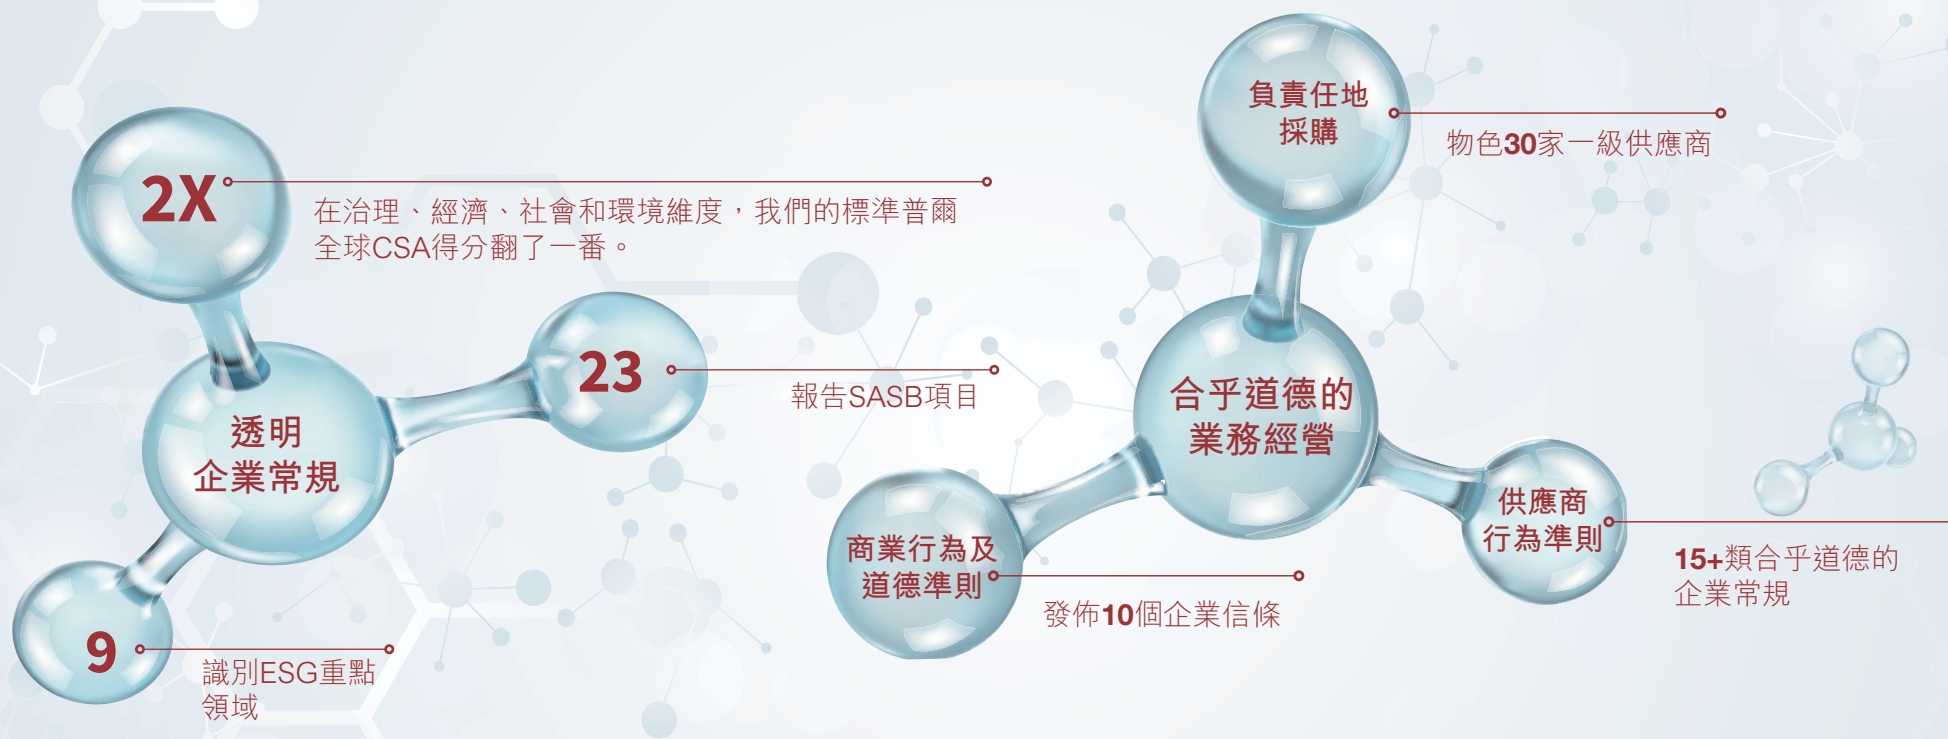 2X
在治理、經濟、社會和環境維度,我們的標準普爾
全球CSA得分翻了一番。
23
報告SASB項目
透明
企業常規
9
識別ESG重點
領域
負責任地
採購
物色30家一級供應商
合乎道德的
業務經營
商業行為及
道德準則
發佈10個企業信條
供應商
行為準則
15+類合乎道德的
企業常規